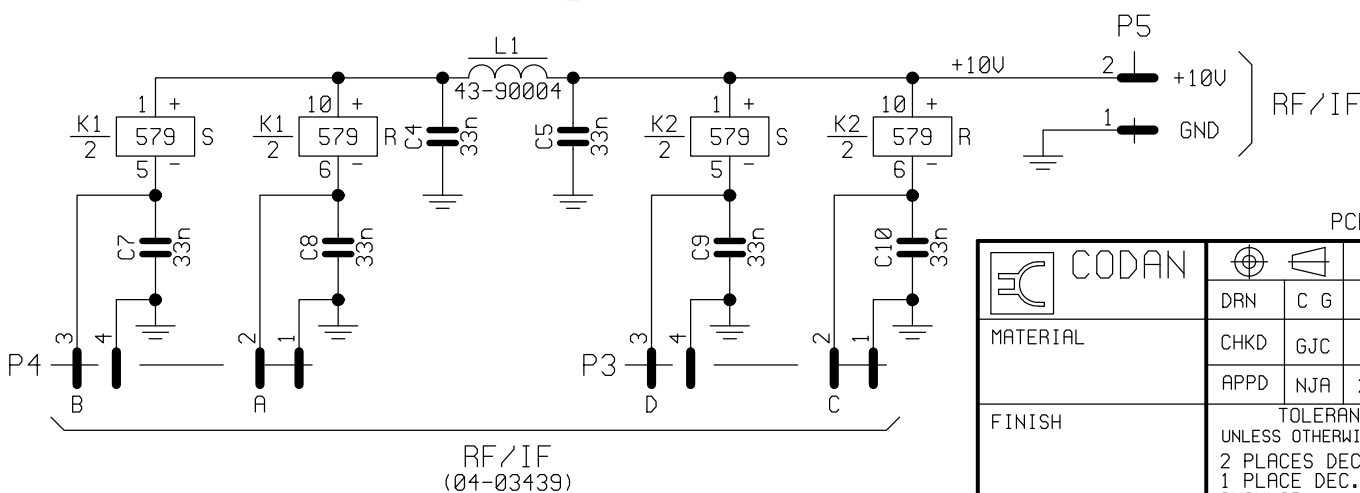 P5
L1
+10V
2
+10V
43-90004
RF/IF
1
GND
K1
2
1 +
579
S
5 -
K1
2
10 +
579
R
6 -
C4
33n
C5
33n
K2
2
1 +
579
S
5 -
K2
2
10 +
579
R
6 -
C7
33n
C8
33n
C9
33n
C10
33n
P4
3
4
2
1
B
A
P3
3
4
2
1
D
C
RF/IF
(04-03439)
CODAN
DRN C G
MATERIAL
CHKD GJC
APPD NJA
FINISH
UNLESS
2 PLACES DEC.
1 PLACE DEC.